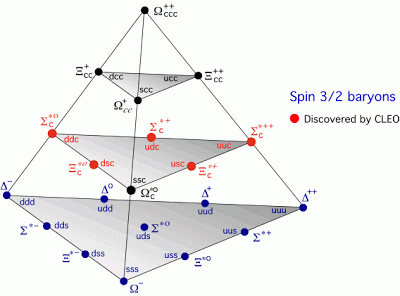 Ω++ccc
Ξ+cc dcc ucc Ξ++cc
scc
Ω+cc
Spin 3/2 baryons
Discovered by CLEO
Σ*0c Σ*+c Σ*++c
ddc udc uuc
Ξ*0c dsc usc Ξ*+c
ssc
Ω*0c
Δ- Δ0 Δ+ Δ++
ddd udd uud uuu
Σ*- dds uds Σ*0 uus Σ*+
Ξ*- dss uss Ξ*0
sss
Ω-